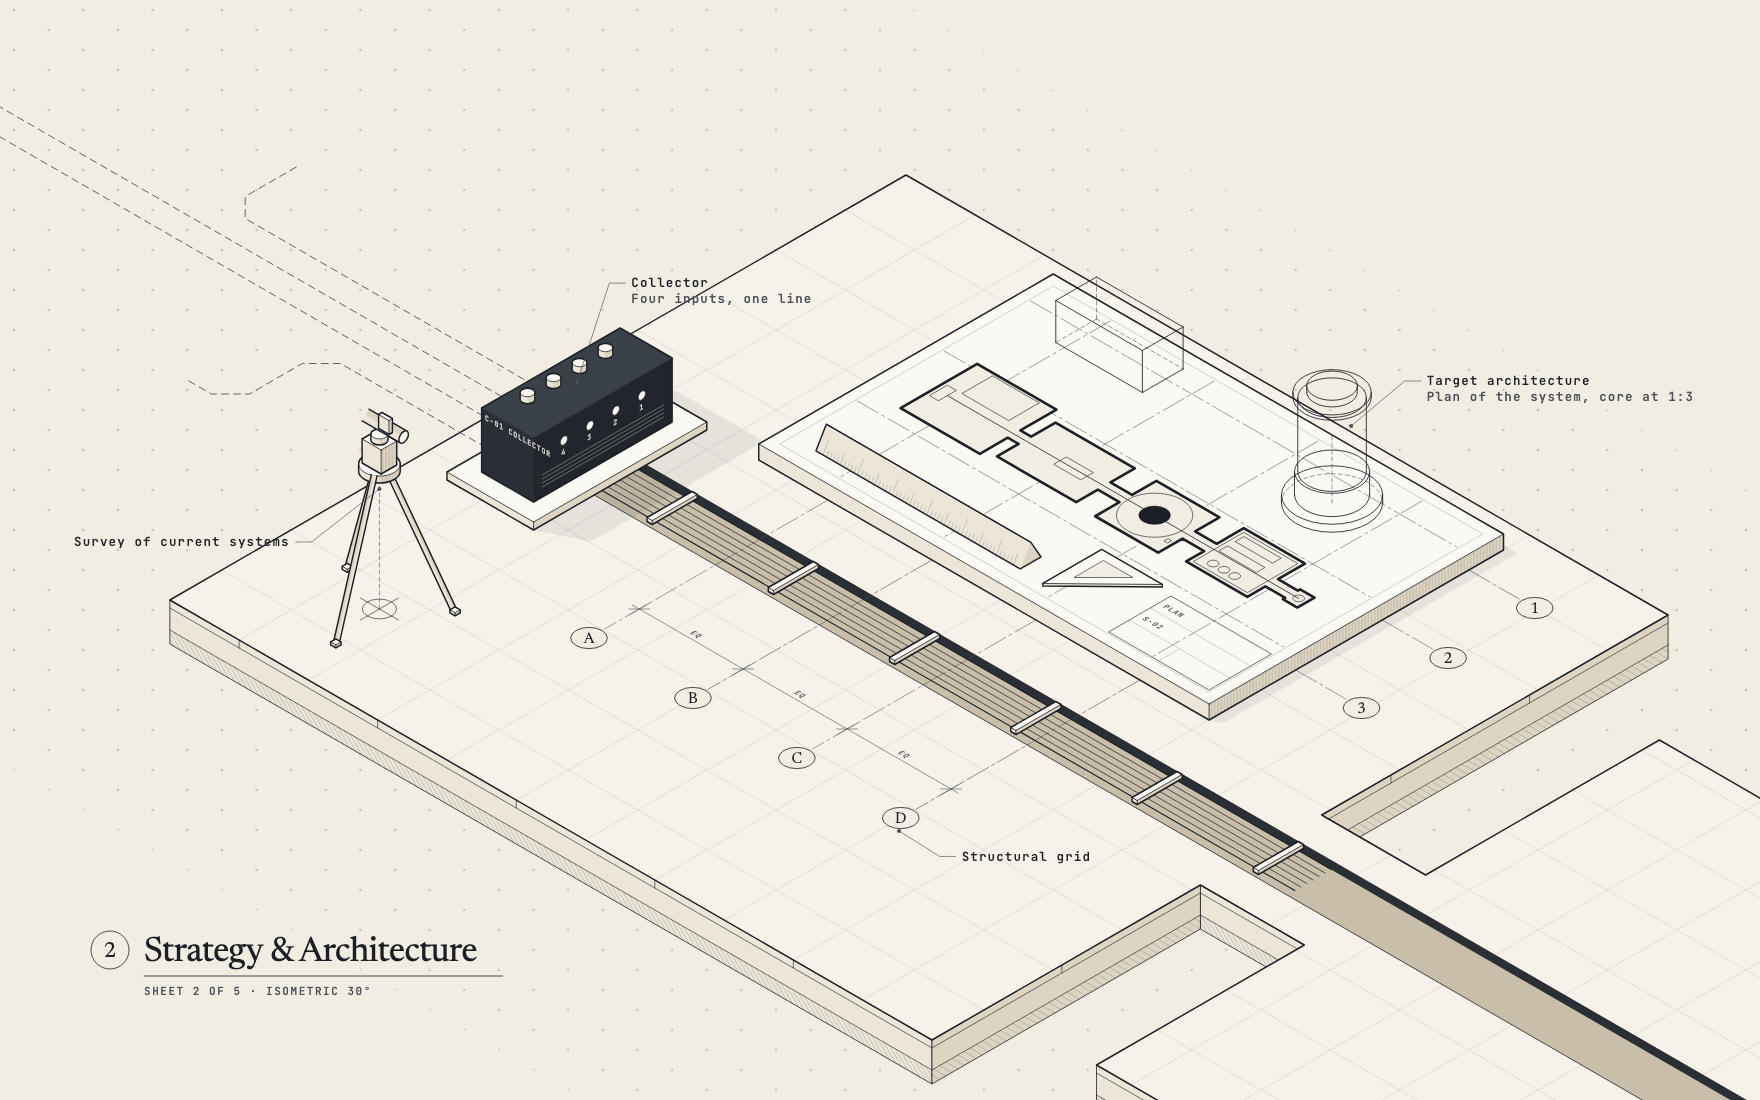 Collector
Four inputs, one line
C-01 COLLECTOR
4
3
2
1
Target architecture
Plan of the system, core at 1:3
Survey of current systems
PLAN
S-02
1
2
3
A
EQ
B
EQ
C
EQ
D
Structural grid
2
Strategy & Architecture
SHEET 2 OF 5 · ISOMETRIC 30°